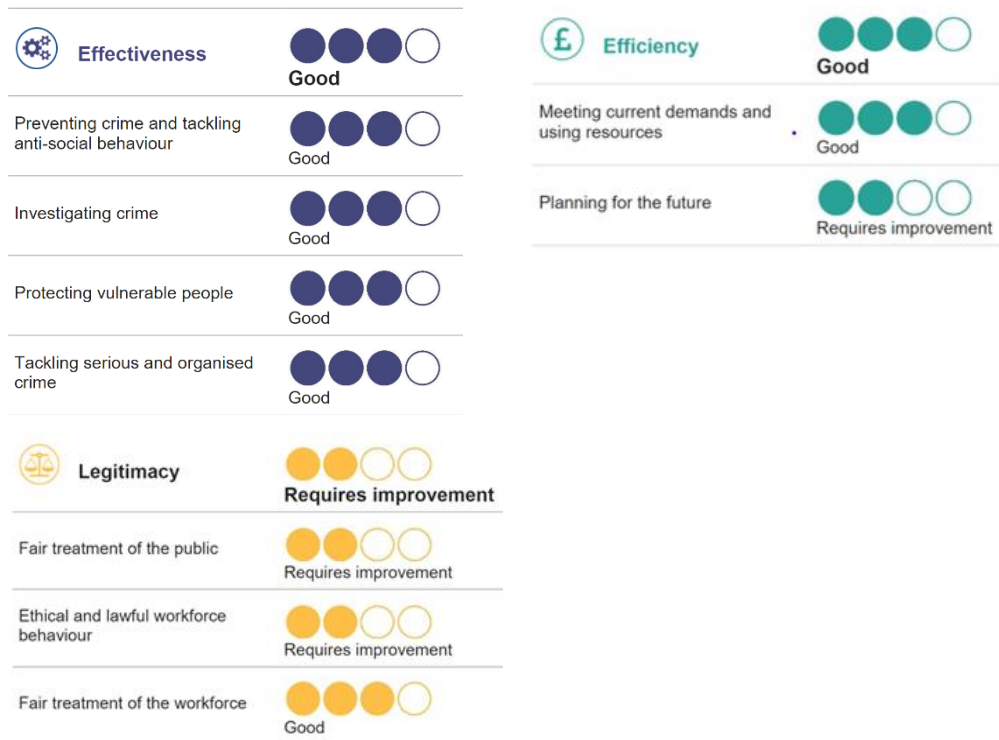 Effectiveness
Good
Preventing crime and tackling
anti-social behaviour
Good
Investigating crime
Good
Protecting vulnerable people
Good
Tackling serious and organised
crime
Good
£ Efficiency
Good
Meeting current demands and
using resources
Good
Planning for the future
Requires improvement
Legitimacy
Requires improvement
Fair treatment of the public
Requires improvement
Ethical and lawful workforce
behaviour
Requires improvement
Fair treatment of the workforce
Good